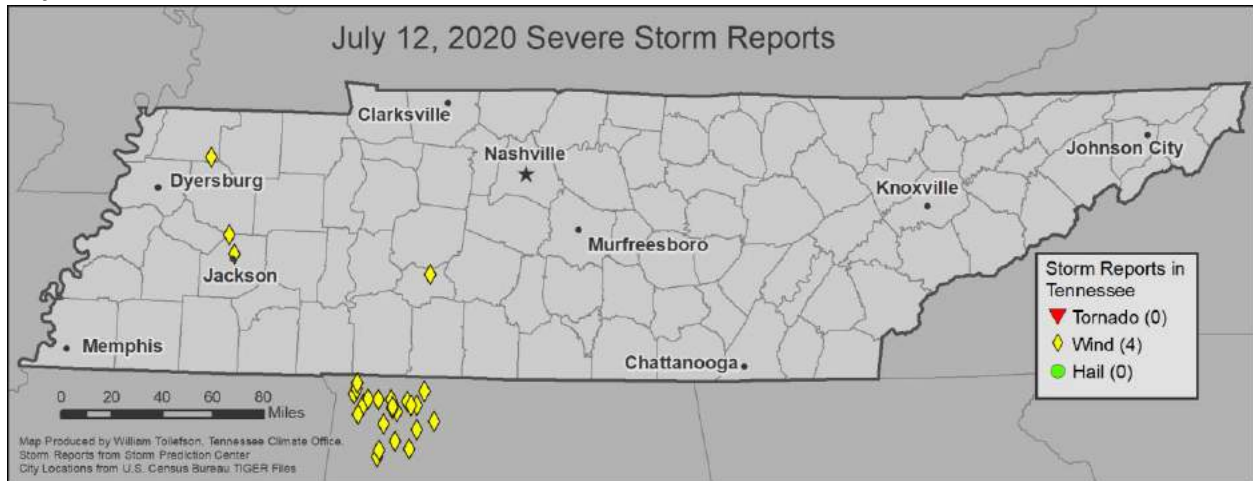 July 12, 2020 Severe Storm Reports
Clarksville
Nashville
Johnson City
Dyersburg
Knoxville
Murfreesboro
Jackson
Storm Reports in
Tennessee
Tornado (0)
Wind (4)
Hail (0)
Memphis
Chattanooga
0 20 40 60 80
Miles
Map Produced by William Tollefson, Tennessee Climate Office.
Storm Reports from Storm Prediction Center
City Locations from U.S. Census Bureau TIGER Files